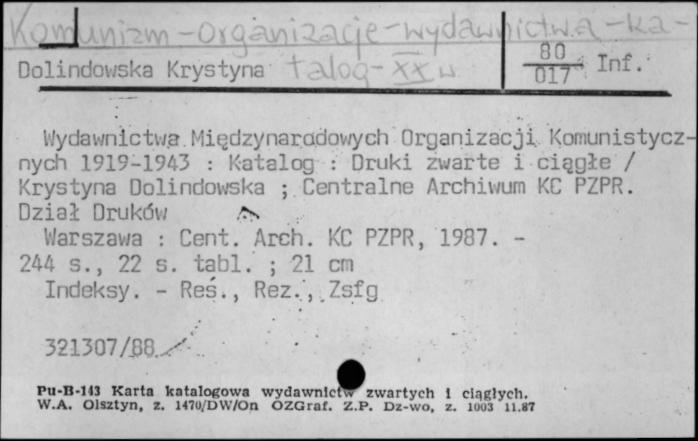 Komunizm - organizacje - wydawnictwa - ka-
Dolindowska Krystyna talog - XX w
80
017 Inf.
Wydawnictwa Międzynarodowych Organizacji Komunistycz-
nych 1919-1943 : Katalog : Druki zwarte i ciągłe /
Krystyna Dolindowska ; Centralne Archiwum KC PZPR.
Dział Druków
Warszawa : Cent. Arch. KC PZPR, 1987. -
244 s., 22 s. tabl. ; 21 cm
Indeksy. - Reś., Rez., Zsfg
321307/88
Pu-B-143 Karta katalogowa wydawnictw zwartych i ciągłych.
W.A. Olsztyn, z. 1470/DW/On OZGraf. Z.P. Dz-wo, z. 1003 11.87